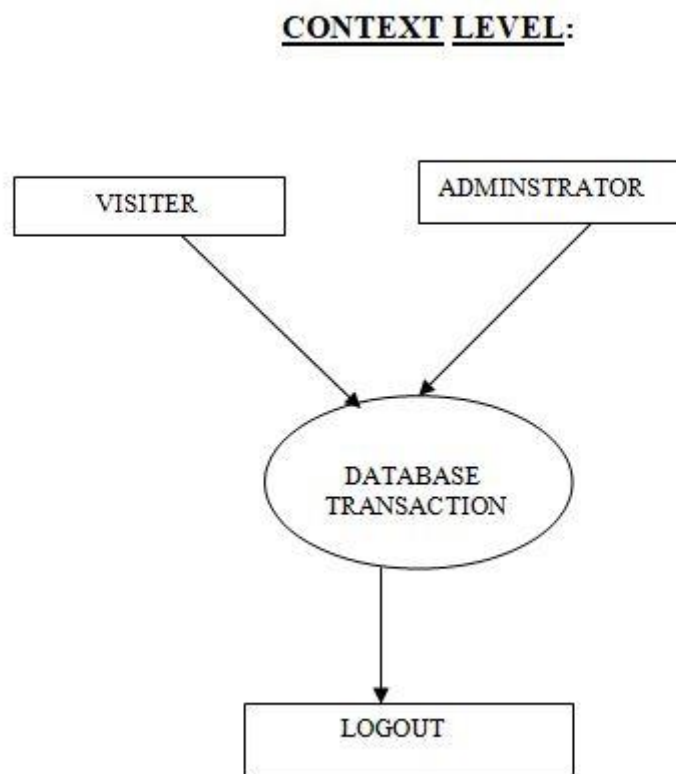 CONTEXT LEVEL:
VISITER
ADMINSTRATOR
DATABASE
TRANSACTION
LOGOUT